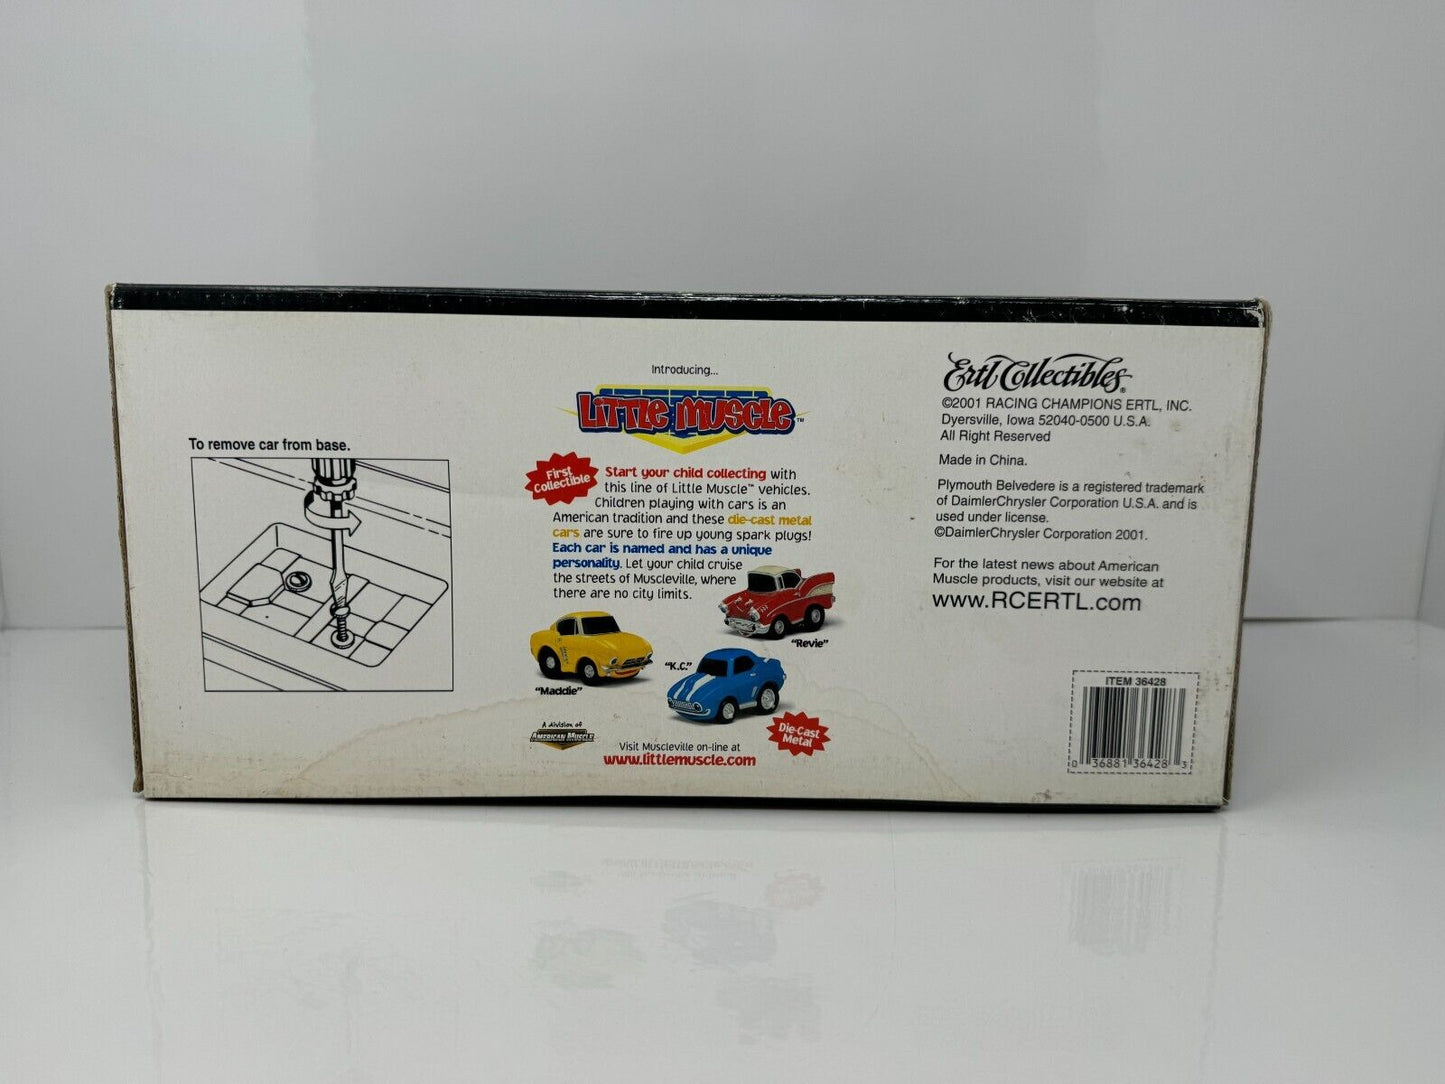 To remove car from base.
Introducing...
LITTLE MUSCLE™
First
Collectible
Start your child collecting with
this line of Little Muscle™ vehicles.
Children playing with cars is an
American tradition and these die-cast metal
cars are sure to fire up young spark plugs!
Each car is named and has a unique
personality. Let your child cruise
the streets of Muscleville, where
there are no city limits.
"Revie"
"K.C."
"Maddie"
Die-Cast
Metal
A division of
AMERICAN MUSCLE
Visit Muscleville on-line at
www.littlemuscle.com
Ertl Collectibles®
©2001 RACING CHAMPIONS ERTL, INC.
Dyersville, Iowa 52040-0500 U.S.A.
All Right Reserved
Made in China.
Plymouth Belvedere is a registered trademark
of DaimlerChrysler Corporation U.S.A. and is
used under license.
©DaimlerChrysler Corporation 2001.
For the latest news about American
Muscle products, visit our website at
www.RCERTL.com
ITEM 36428
0 36881 36428 3